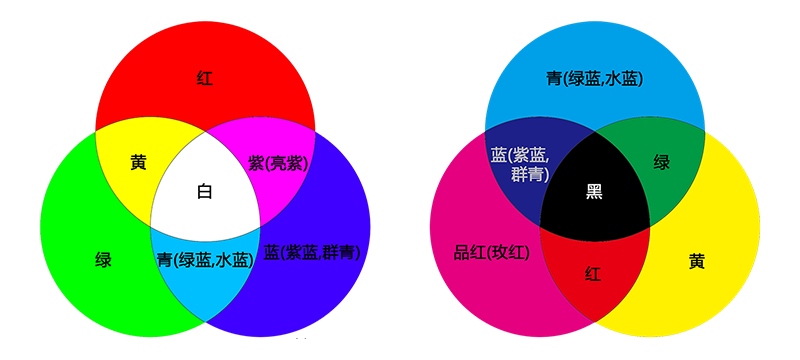 红
黄
紫(亮紫)
白
绿
青(绿蓝,水蓝)
蓝(紫蓝,群青)
青(绿蓝,水蓝)
蓝(紫蓝,
群青)
绿
黑
品红(玫红)
红
黄